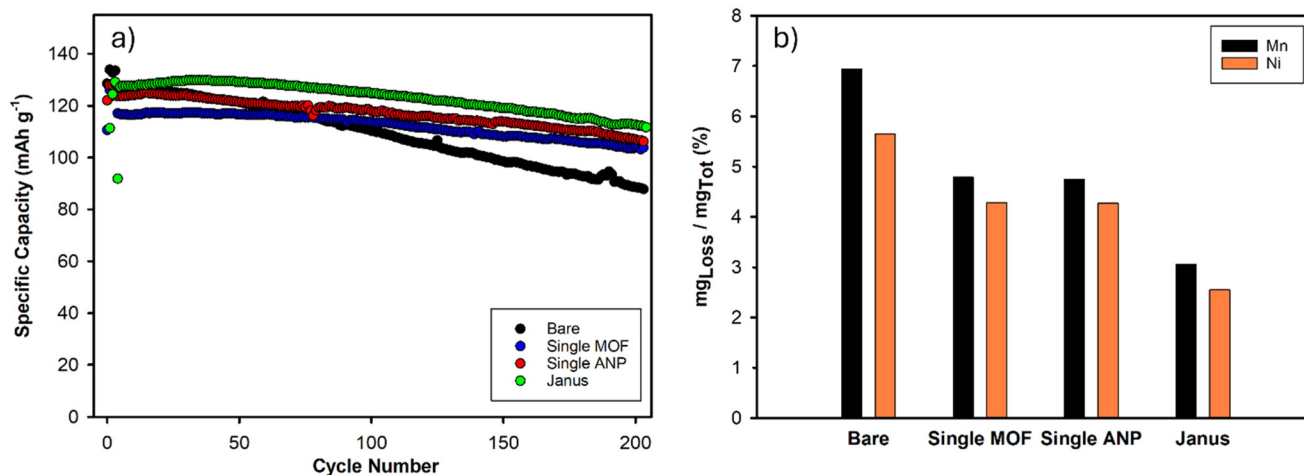 a)
140
120
100
80
60
40
20
0
Specific Capacity (mAh g⁻¹)
0
50
100
150
200
Cycle Number
Bare
Single MOF
Single ANP
Janus
b)
8
7
6
5
4
3
2
1
0
mgLoss / mgTot (%)
Mn
Ni
Bare
Single MOF
Single ANP
Janus